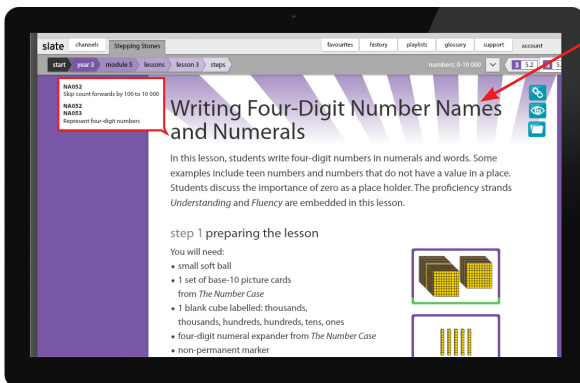 slate channels Stepping Stones favourites history playlists glossary support account
start year 3 module 5 lessons lesson 3 steps numbers: 0-10 000 3 5.2
NA052
Skip count forwards by 100 to 10 000
NA052
NA053
Represent four-digit numbers
Writing Four-Digit Number Names
and Numerals
In this lesson, students write four-digit numbers in numerals and words. Some
examples include teen numbers and numbers that do not have a value in a place.
Students discuss the importance of zero as a place holder. The proficiency strands
Understanding and Fluency are embedded in this lesson.
step 1 preparing the lesson
You will need:
• small soft ball
• 1 set of base-10 picture cards
from The Number Case
• 1 blank cube labelled: thousands,
thousands, hundreds, hundreds, tens, ones
• four-digit numeral expander from The Number Case
• non-permanent marker